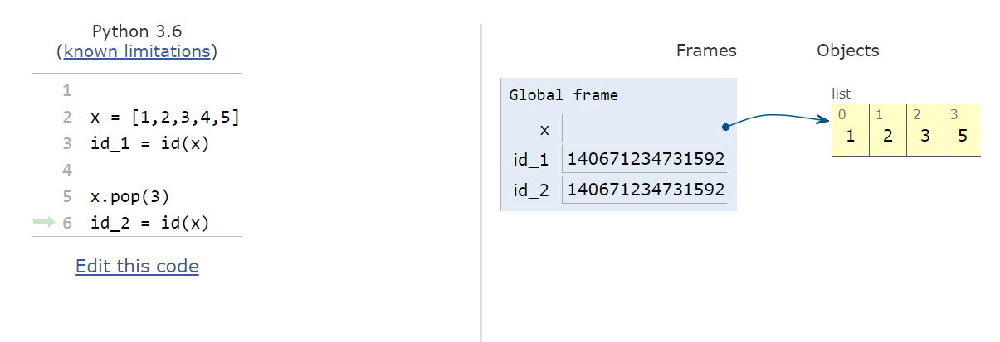 Python 3.6
(known limitations)
1
2 x = [1,2,3,4,5]
3 id_1 = id(x)
4
5 x.pop(3)
6 id_2 = id(x)
Edit this code
Frames Objects
Global frame
x
id_1 140671234731592
id_2 140671234731592
list
0 1 2 3
1 2 3 5